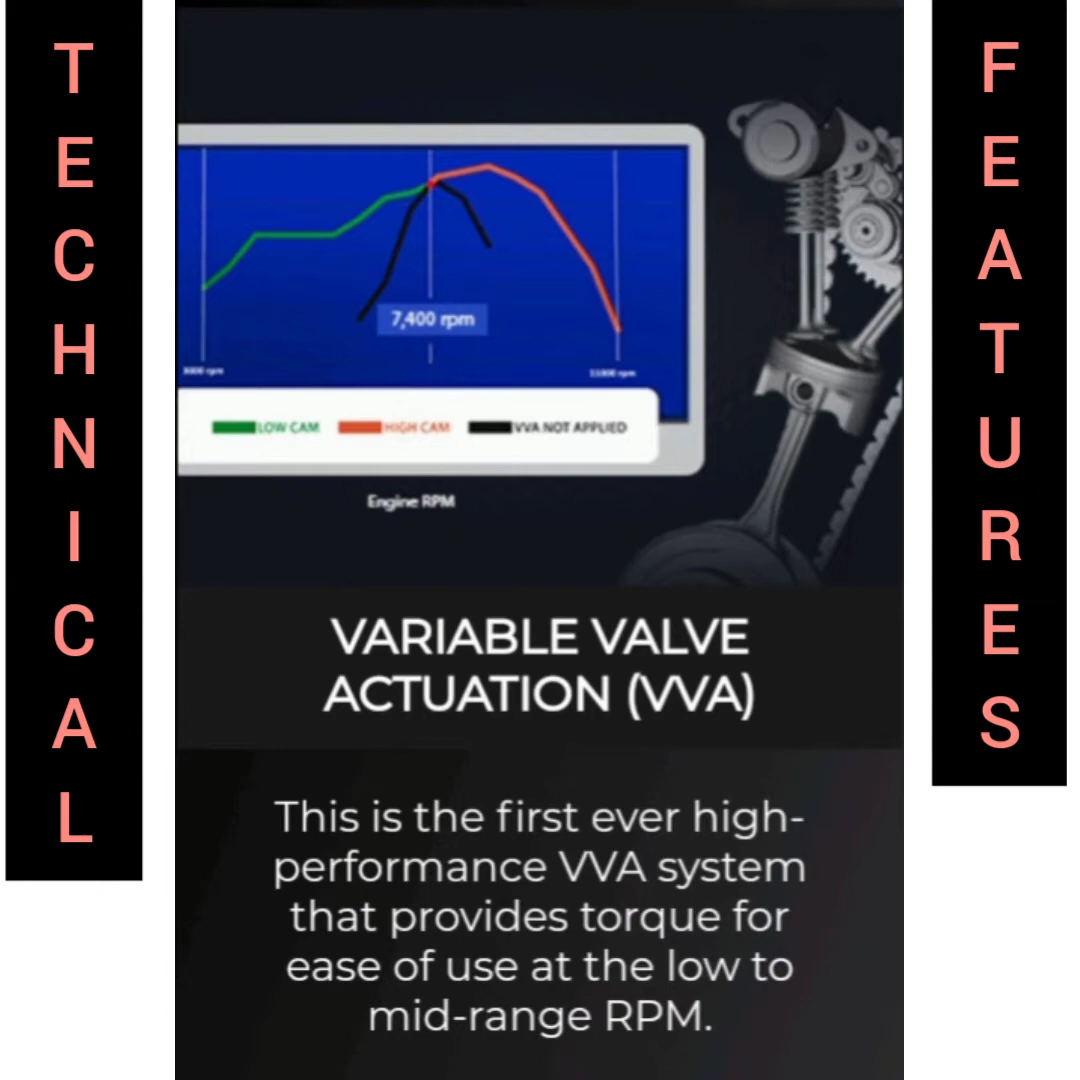 TECHNICAL
FEATURES
7,400 rpm
11000 rpm
LOW CAM
HIGH CAM
VVA NOT APPLIED
Engine RPM
VARIABLE VALVE
ACTUATION (VVA)
This is the first ever high-
performance VVA system
that provides torque for
ease of use at the low to
mid-range RPM.